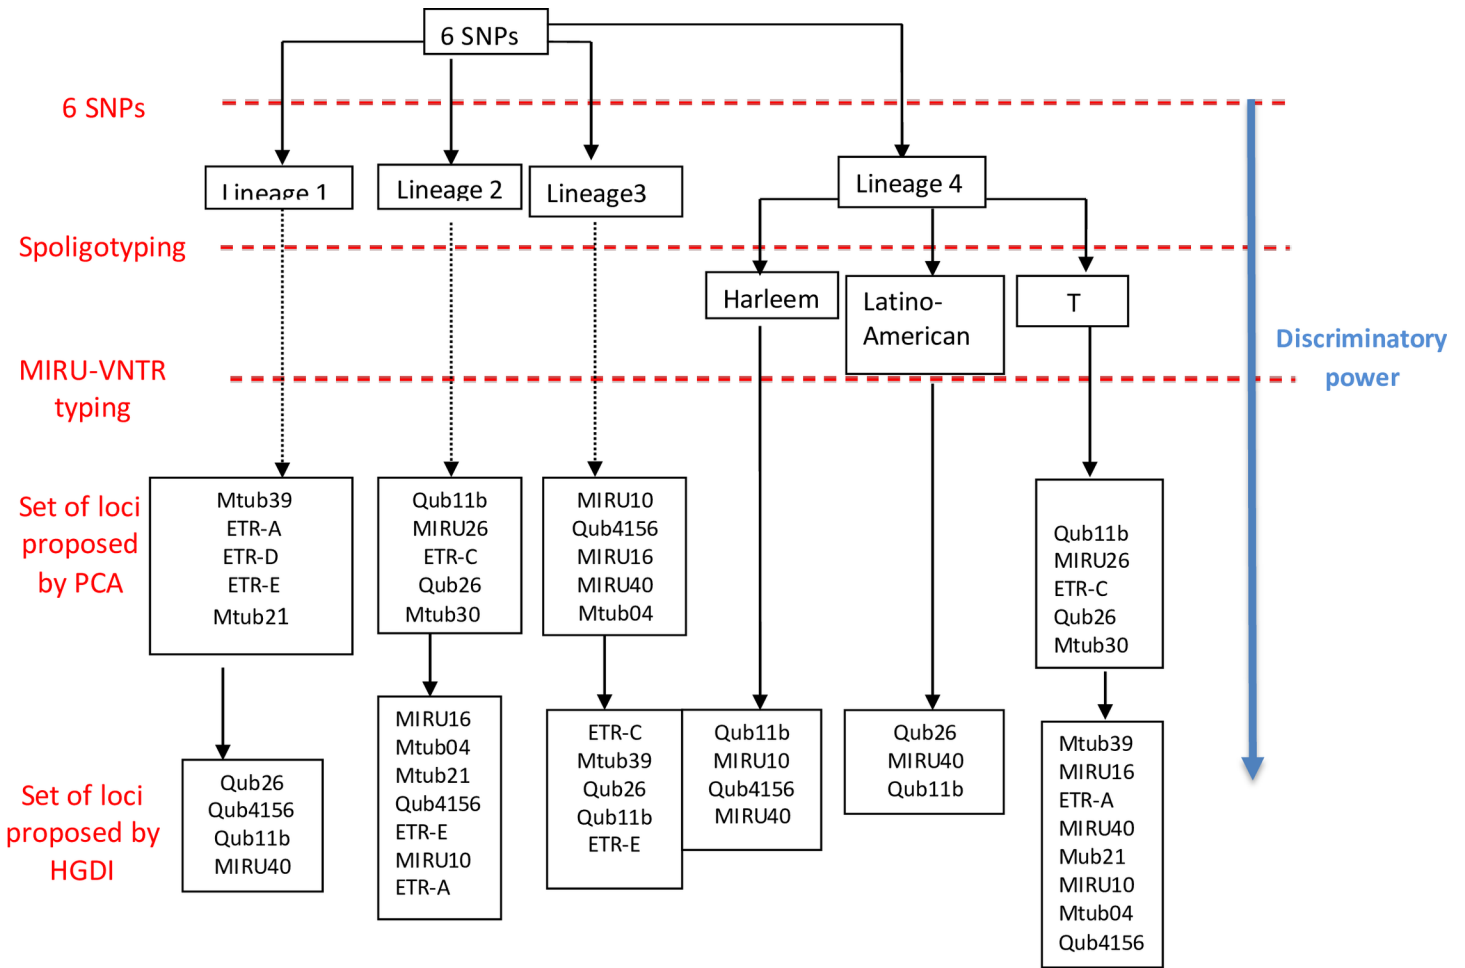 6 SNPs
6 SNPs
Lineage 1
Lineage 2
Lineage3
Lineage 4
Spoligotyping
Harleem
Latino-
American
T
MIRU-VNTR
typing
Discriminatory
power
Set of loci
proposed
by PCA
Mtub39
ETR-A
ETR-D
ETR-E
Mtub21
Qub11b
MIRU26
ETR-C
Qub26
Mtub30
MIRU10
Qub4156
MIRU16
MIRU40
Mtub04
Qub11b
MIRU26
ETR-C
Qub26
Mtub30
Set of loci
proposed by
HGDI
Qub26
Qub4156
Qub11b
MIRU40
MIRU16
Mtub04
Mtub21
Qub4156
ETR-E
MIRU10
ETR-A
ETR-C
Mtub39
Qub26
Qub11b
ETR-E
Qub11b
MIRU10
Qub4156
MIRU40
Qub26
MIRU40
Qub11b
Mtub39
MIRU16
ETR-A
MIRU40
Mub21
MIRU10
Mtub04
Qub4156